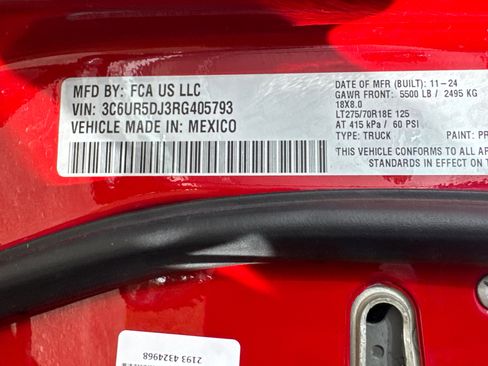 MFD BY: FCA US LLC
VIN: 3C6UR5DJ3RG405793
VEHICLE MADE IN: MEXICO
DATE OF MFR (BUILT): 11-24
GAWR FRONT: 5500 LB / 2495 KG
18X8.0
LT275/70R18E 125
AT 415 kPa / 60 PSI
TYPE: TRUCK PAINT: PR
THIS VEHICLE CONFORMS TO ALL AP
STANDARDS IN EFFECT ON T
2193 4324968